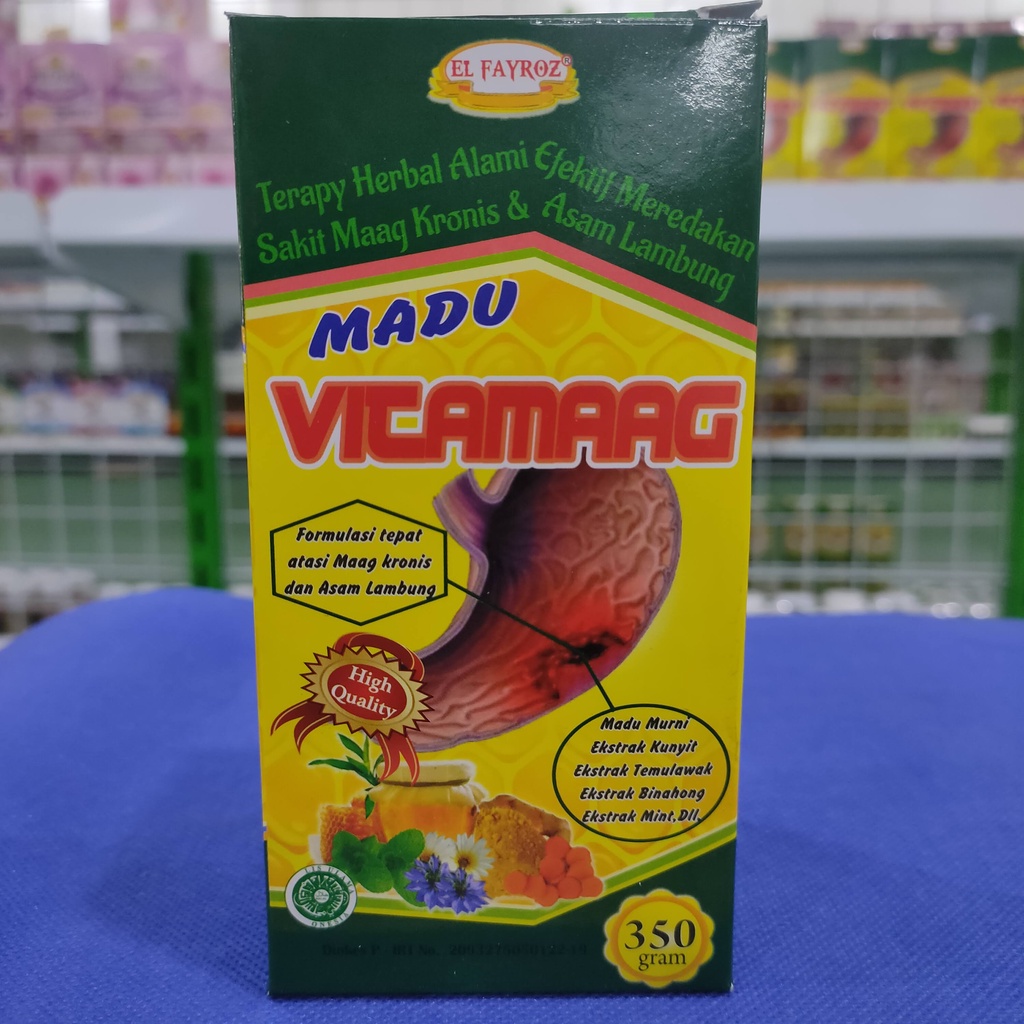 EL FAYROZ®
Terapy Herbal Alami Efektif Meredakan
Sakit Maag Kronis & Asam Lambung
MADU
VITAMAAG
Formulasi tepat
atasi Maag kronis
dan Asam Lambung
High
Quality
Madu Murni
Ekstrak Kunyit
Ekstrak Temulawak
Ekstrak Binahong
Ekstrak Mint,Dll.
350
gram